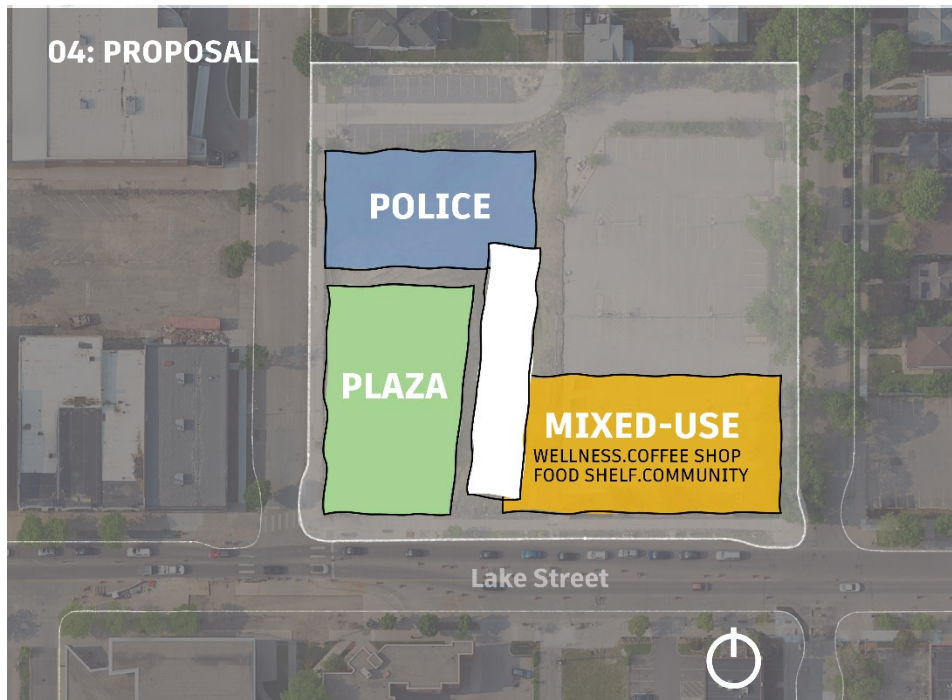 04: PROPOSAL
POLICE
PLAZA
MIXED-USE
WELLNESS.COFFEE SHOP
FOOD SHELF.COMMUNITY
Lake Street